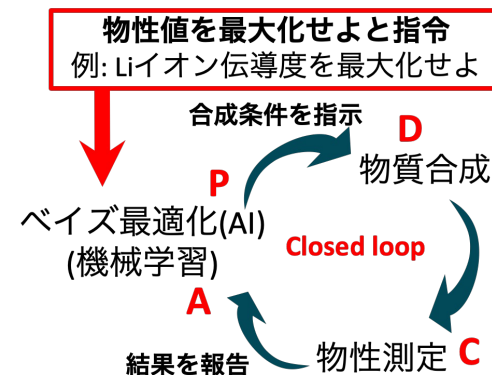 物性値を最大化せよと指令
例: Liイオン伝導度を最大化せよ
合成条件を指示
D
物質合成
P
ベイズ最適化(AI)
(機械学習)
Closed loop
A
物性測定 C
結果を報告